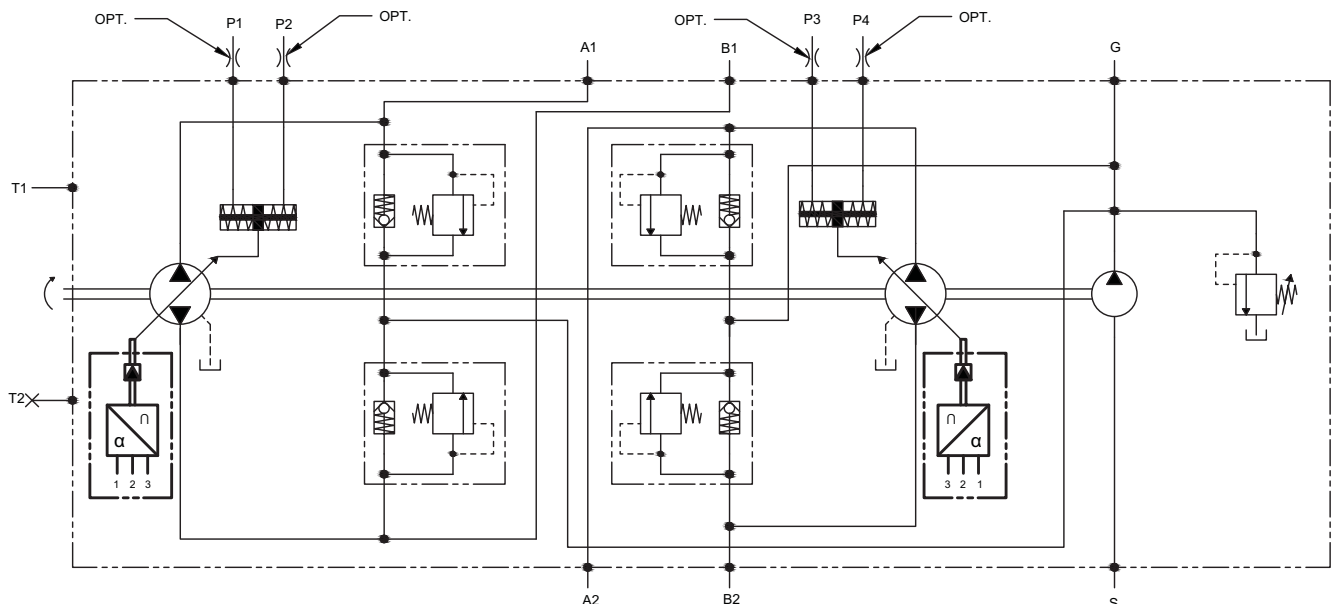 OPT. P1 P2 OPT. OPT. P3 P4 OPT.
A1 B1 G
T1
T2
∩ ∩
α α
1 2 3 3 2 1
A2 B2 S